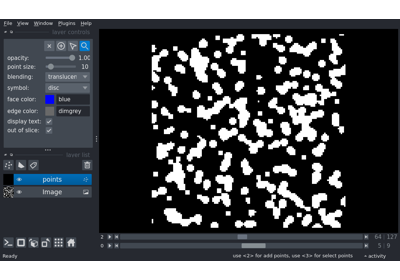 File View Window Plugins Help
layer controls
opacity: 1.00
point size: 10
blending: translucen
symbol: disc
face color: blue
edge color: dimgrey
display text:
out of slice:
layer list
points
Image
2 64 127
0 5 9
Ready use <2> for add points, use <3> for select points activity